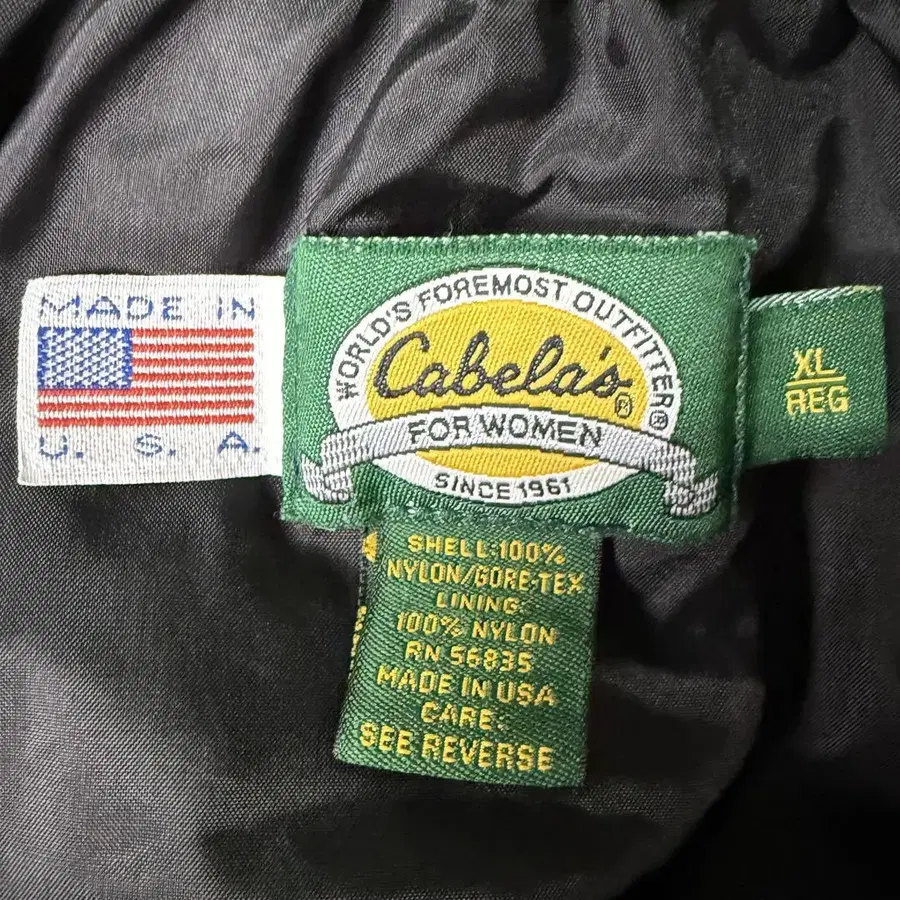 MADE IN
U. S. A.
WORLD'S FOREMOST OUTFITTER®
Cabela's®
FOR WOMEN
SINCE 1961
XL
REG
SHELL:100%
NYLON/GORE-TEX
LINING:
100% NYLON
RN 56835
MADE IN USA
CARE:
SEE REVERSE